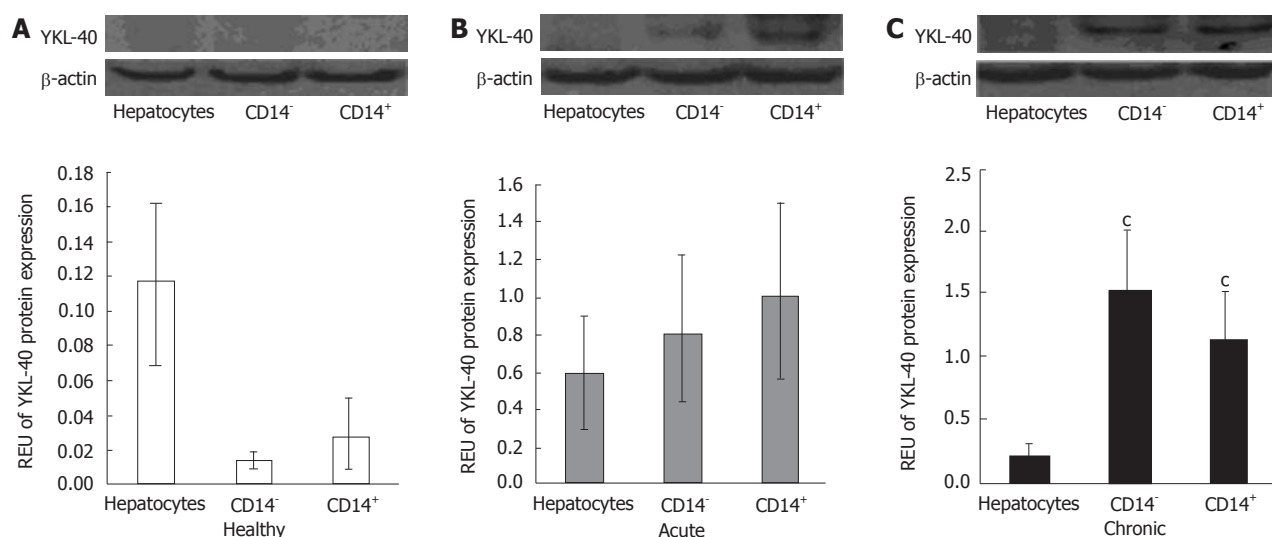 A
YKL-40
β-actin
Hepatocytes CD14⁻ CD14⁺
REU of YKL-40 protein expression
0.18
0.16
0.14
0.12
0.10
0.08
0.06
0.04
0.02
0.00
Hepatocytes CD14⁻ CD14⁺
Healthy
B
YKL-40
β-actin
Hepatocytes CD14⁻ CD14⁺
REU of YKL-40 protein expression
1.6
1.4
1.2
1.0
0.8
0.6
0.4
0.2
0.0
Hepatocytes CD14⁻ CD14⁺
Acute
C
YKL-40
β-actin
Hepatocytes CD14⁻ CD14⁺
REU of YKL-40 protein expression
2.5
2.0
1.5
1.0
0.5
0.0
c
c
Hepatocytes CD14⁻ CD14⁺
Chronic